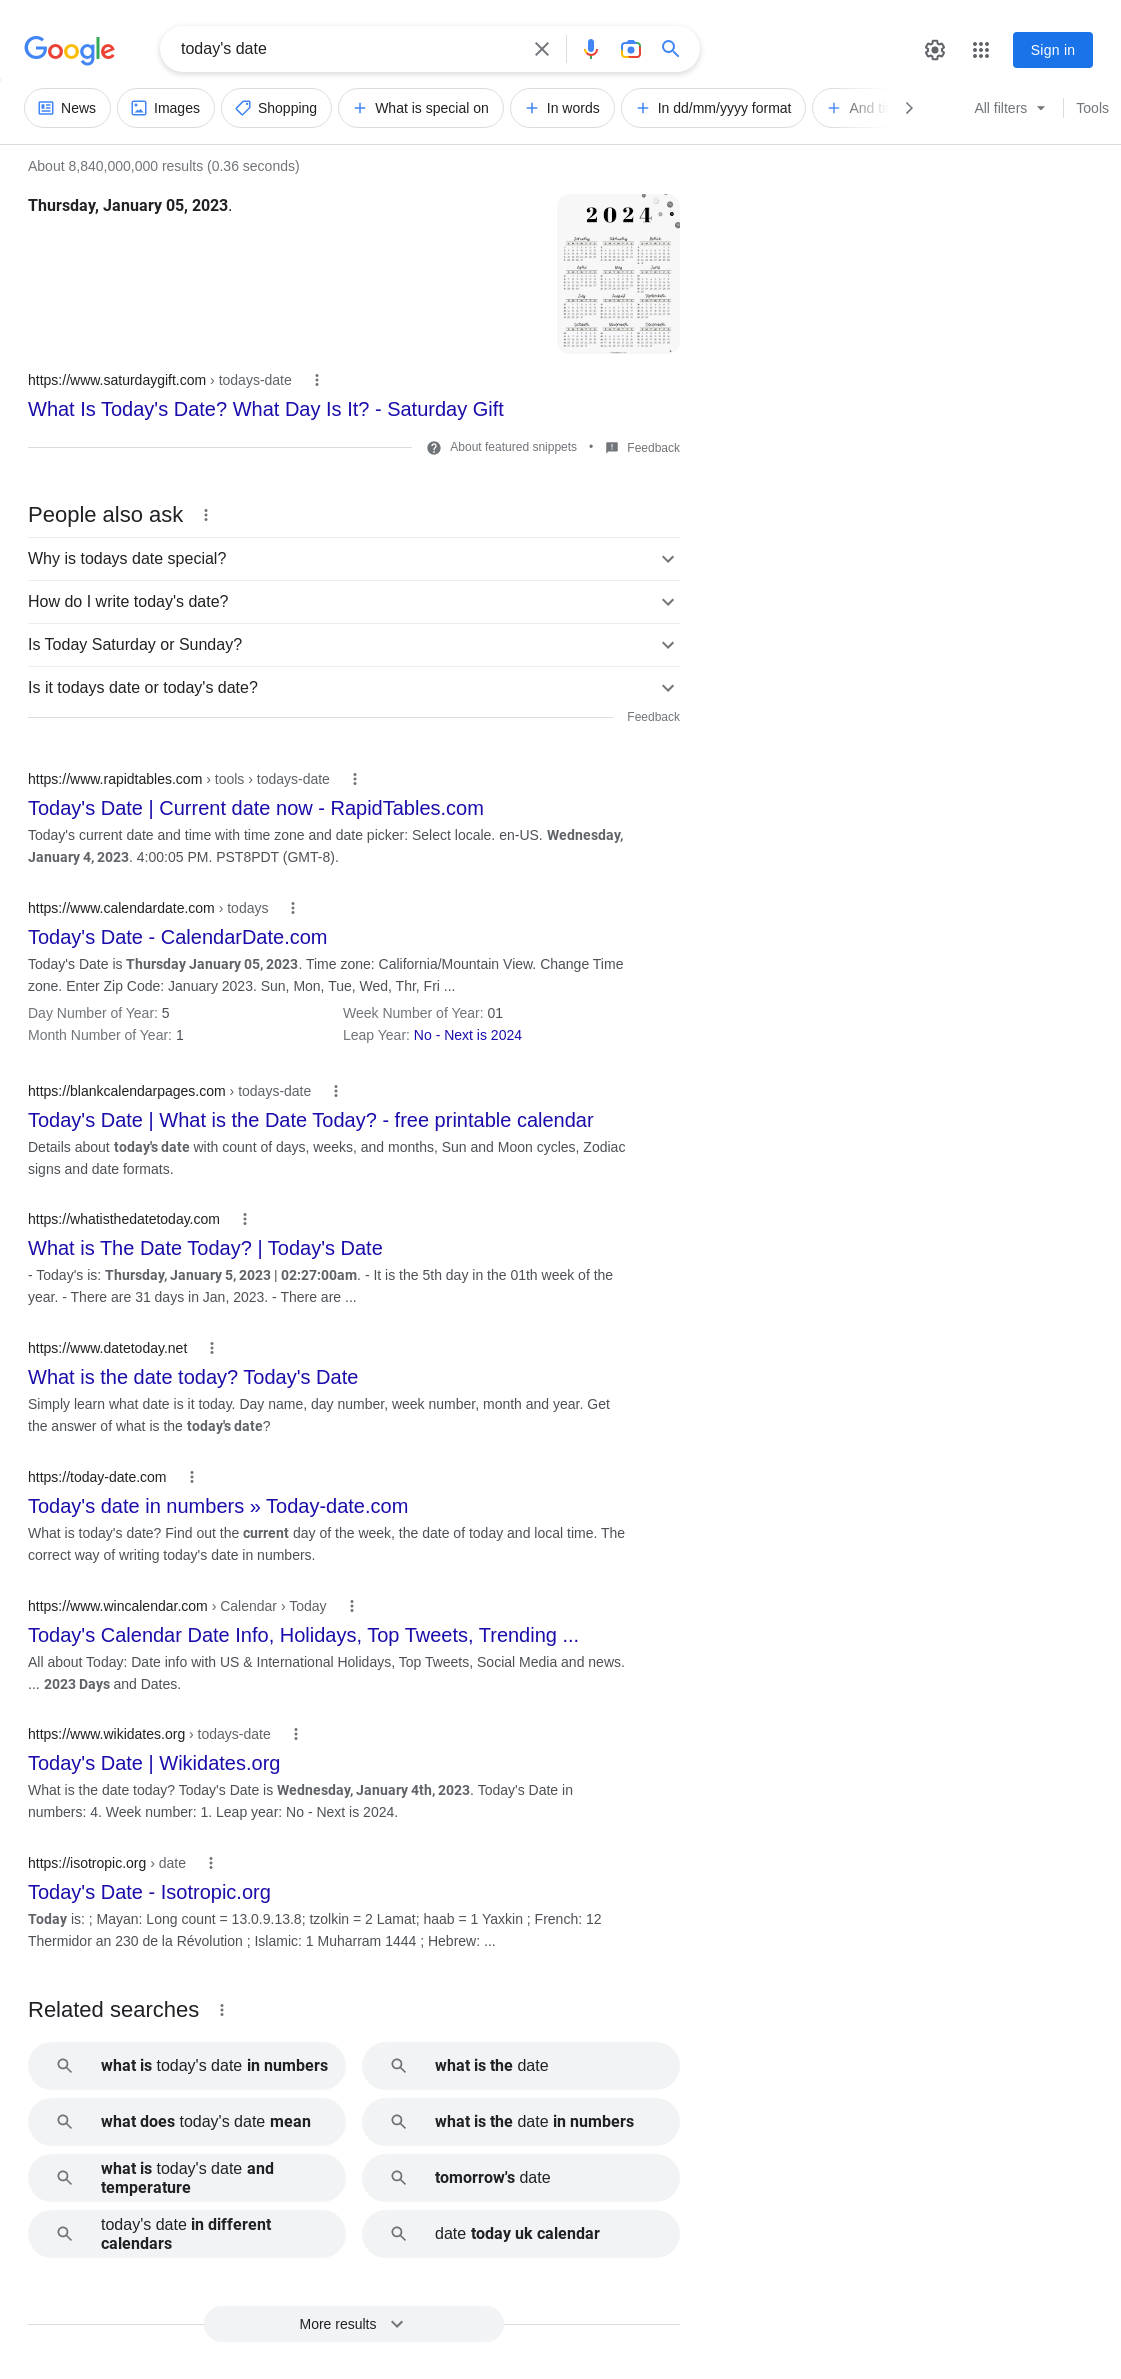 Google
today's date
Sign in
News
Images
Shopping
What is special on
In words
In dd/mm/yyyy format
And ti
All filters
Tools
About 8,840,000,000 results (0.36 seconds)
Thursday, January 05, 2023.
2024
January February March
April May June
July August September
October November December
https://www.saturdaygift.com › todays-date
What Is Today's Date? What Day Is It? - Saturday Gift
About featured snippets • Feedback
People also ask
Why is todays date special?
How do I write today's date?
Is Today Saturday or Sunday?
Is it todays date or today's date?
Feedback
https://www.rapidtables.com › tools › todays-date
Today's Date | Current date now - RapidTables.com
Today's current date and time with time zone and date picker: Select locale. en-US. Wednesday,
January 4, 2023. 4:00:05 PM. PST8PDT (GMT-8).
https://www.calendardate.com › todays
Today's Date - CalendarDate.com
Today's Date is Thursday January 05, 2023. Time zone: California/Mountain View. Change Time
zone. Enter Zip Code: January 2023. Sun, Mon, Tue, Wed, Thr, Fri ...
Day Number of Year: 5
Week Number of Year: 01
Month Number of Year: 1
Leap Year: No - Next is 2024
https://blankcalendarpages.com › todays-date
Today's Date | What is the Date Today? - free printable calendar
Details about today's date with count of days, weeks, and months, Sun and Moon cycles, Zodiac
signs and date formats.
https://whatisthedatetoday.com
What is The Date Today? | Today's Date
- Today's is: Thursday, January 5, 2023 | 02:27:00am. - It is the 5th day in the 01th week of the
year. - There are 31 days in Jan, 2023. - There are ...
https://www.datetoday.net
What is the date today? Today's Date
Simply learn what date is it today. Day name, day number, week number, month and year. Get
the answer of what is the today's date?
https://today-date.com
Today's date in numbers » Today-date.com
What is today's date? Find out the current day of the week, the date of today and local time. The
correct way of writing today's date in numbers.
https://www.wincalendar.com › Calendar › Today
Today's Calendar Date Info, Holidays, Top Tweets, Trending ...
All about Today: Date info with US & International Holidays, Top Tweets, Social Media and news.
... 2023 Days and Dates.
https://www.wikidates.org › todays-date
Today's Date | Wikidates.org
What is the date today? Today's Date is Wednesday, January 4th, 2023. Today's Date in
numbers: 4. Week number: 1. Leap year: No - Next is 2024.
https://isotropic.org › date
Today's Date - Isotropic.org
Today is: ; Mayan: Long count = 13.0.9.13.8; tzolkin = 2 Lamat; haab = 1 Yaxkin ; French: 12
Thermidor an 230 de la Révolution ; Islamic: 1 Muharram 1444 ; Hebrew: ...
Related searches
what is today's date in numbers
what is the date
what does today's date mean
what is the date in numbers
what is today's date and
temperature
tomorrow's date
today's date in different
calendars
date today uk calendar
More results